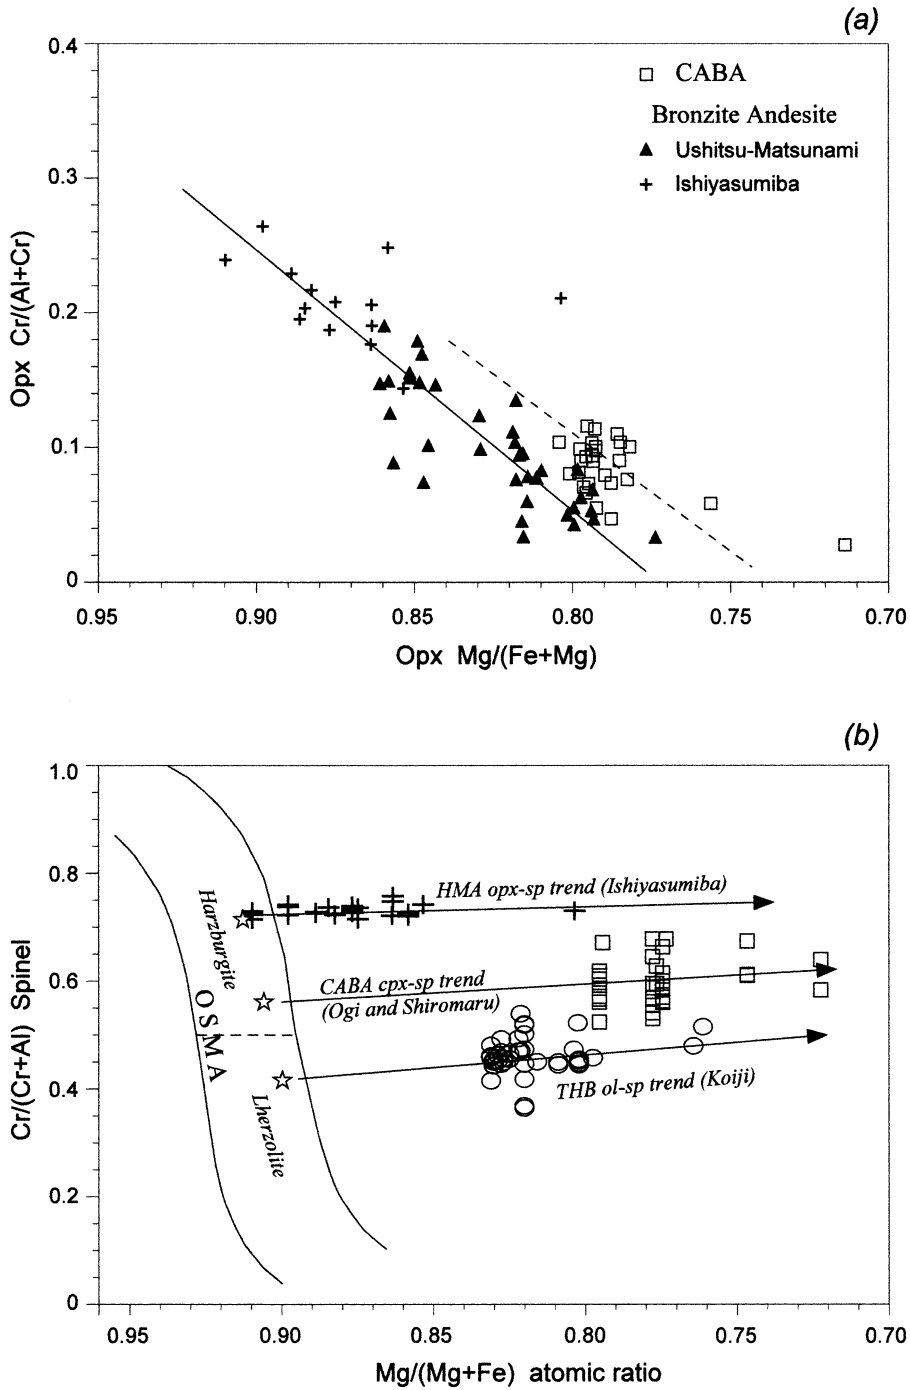 (a)
0.4
0.3
0.2
0.1
0
Opx Cr/(Al+Cr)
CABA
Bronzite Andesite
Ushitsu-Matsunami
Ishiyasumiba
0.95
0.90
0.85
0.80
0.75
0.70
Opx Mg/(Fe+Mg)
(b)
1.0
0.8
0.6
0.4
0.2
0
Cr/(Cr+Al) Spinel
Harzburgite
OSMA
Lherzolite
HMA opx-sp trend (Ishiyasumiba)
CABA cpx-sp trend
(Ogi and Shiromaru)
THB ol-sp trend (Koiji)
0.95
0.90
0.85
0.80
0.75
0.70
Mg/(Mg+Fe) atomic ratio